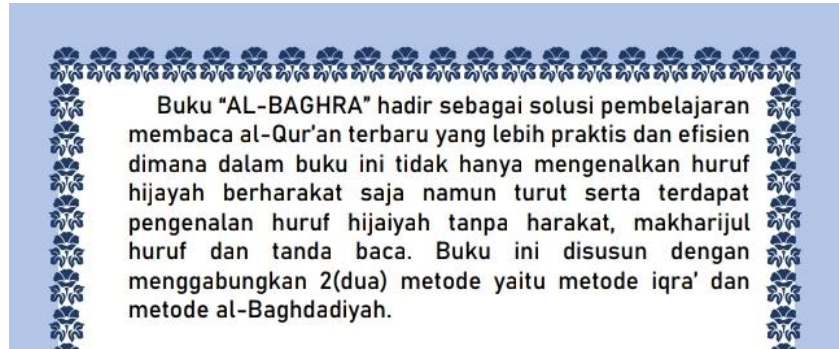 Buku “AL-BAGHRA” hadir sebagai solusi pembelajaran
membaca al-Qur’an terbaru yang lebih praktis dan efisien
dimana dalam buku ini tidak hanya mengenalkan huruf
hijayah berharakat saja namun turut serta terdapat
pengenalan huruf hijaiyah tanpa harakat, makharijul
huruf dan tanda baca. Buku ini disusun dengan
menggabungkan 2(dua) metode yaitu metode iqra’ dan
metode al-Baghdadiyah.